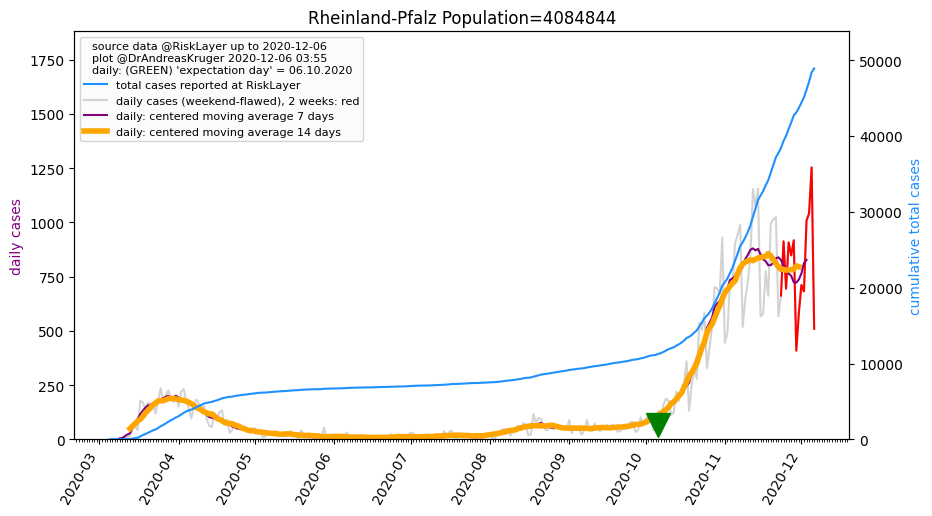 Rheinland-Pfalz Population=4084844
source data @RiskLayer up to 2020-12-06
plot @DrAndreasKruger 2020-12-06 03:55
daily: (GREEN) 'expectation day' = 06.10.2020
total cases reported at RiskLayer
daily cases (weekend-flawed), 2 weeks: red
daily: centered moving average 7 days
daily: centered moving average 14 days
daily cases
1750
1500
1250
1000
750
500
250
0
50000
40000
30000
20000
10000
0
cumulative total cases
2020-03
2020-04
2020-05
2020-06
2020-07
2020-08
2020-09
2020-10
2020-11
2020-12